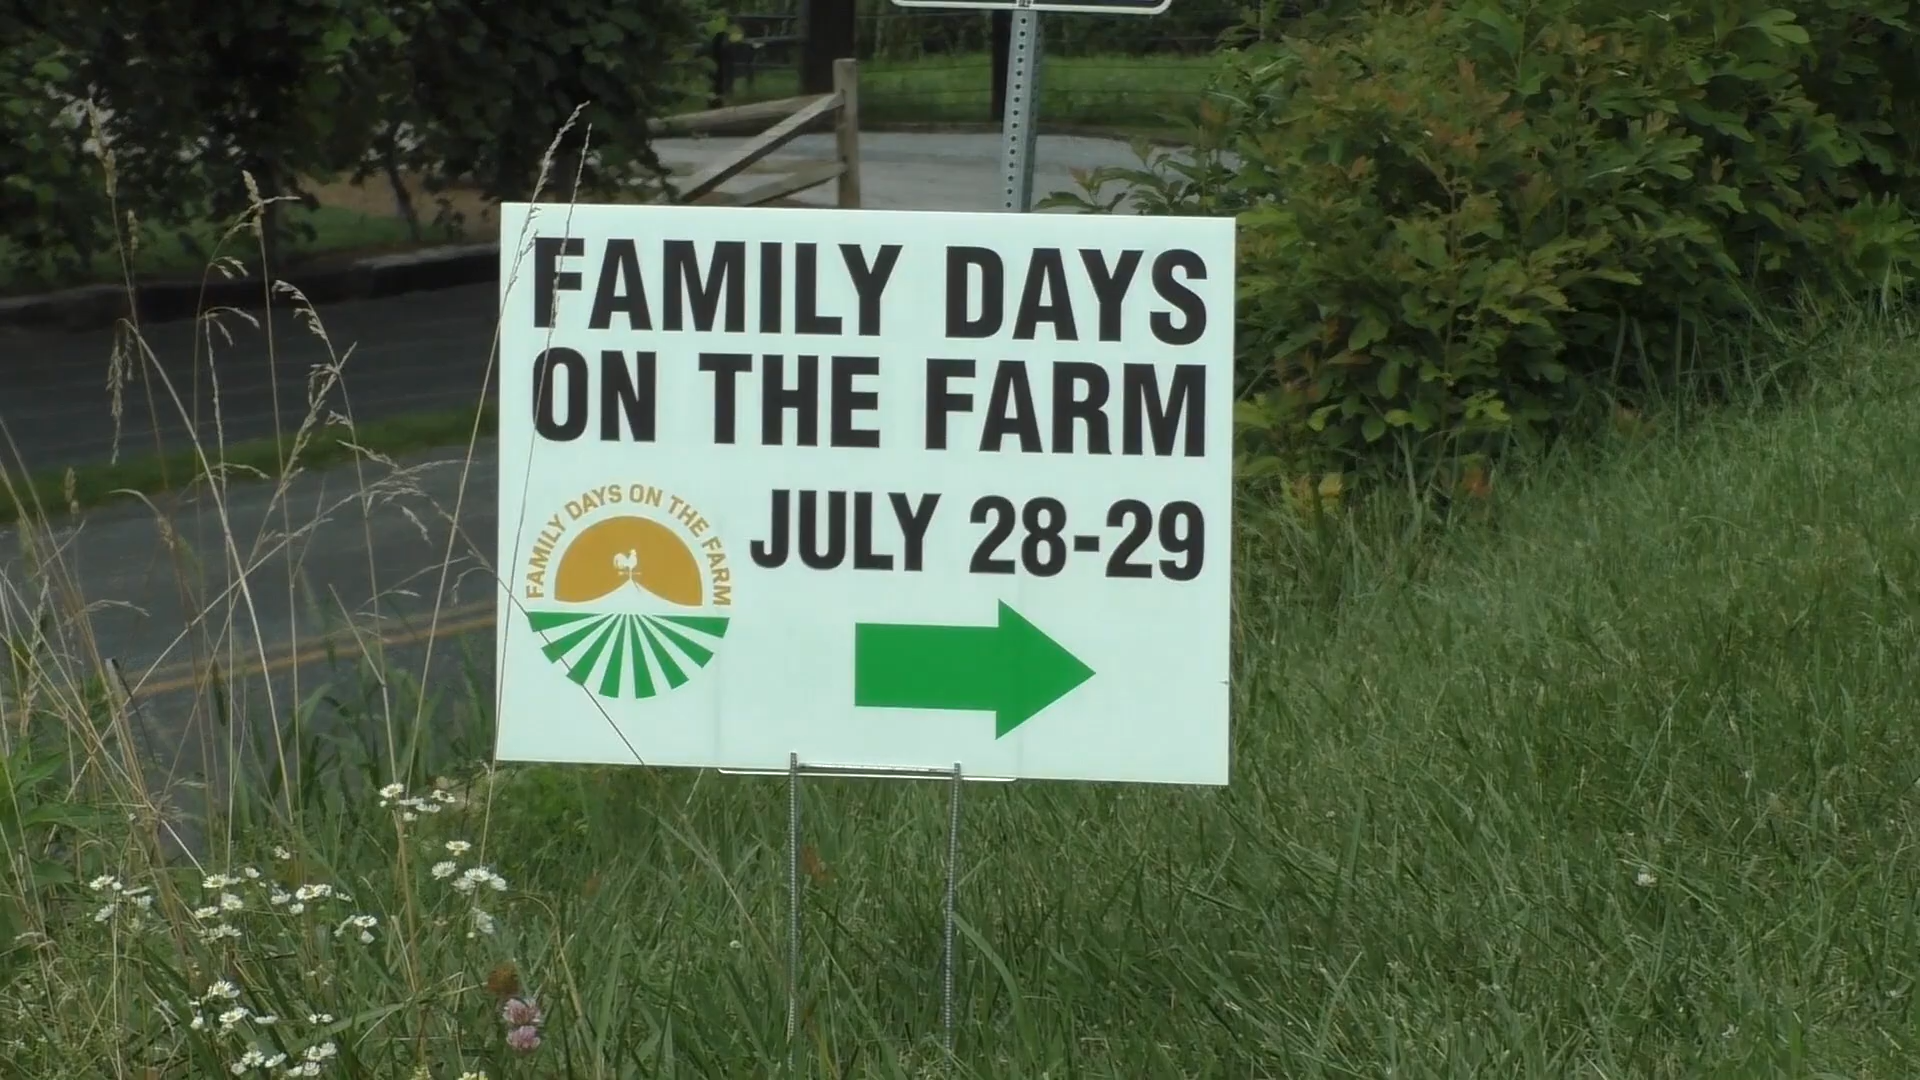 FAMILY DAYS
ON THE FARM
JULY 28-29
FAMILY DAYS ON THE FARM